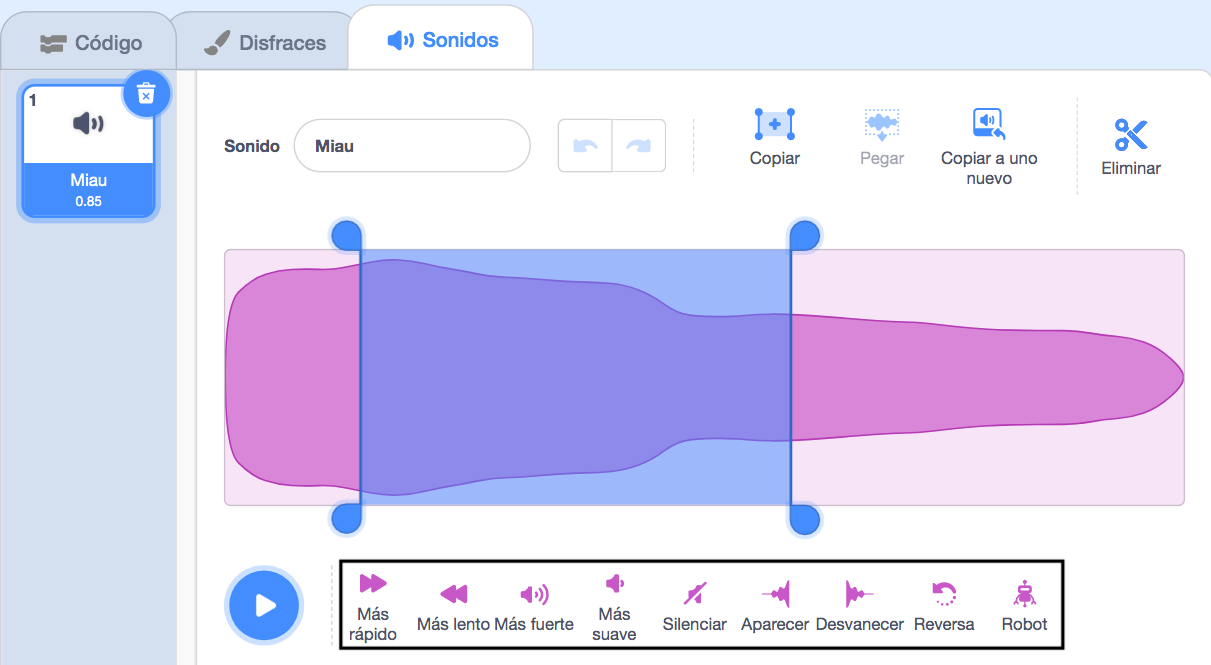 Código
Disfraces
Sonidos
1
Miau
0.85
Sonido
Miau
Copiar
Pegar
Copiar a uno
nuevo
Eliminar
Más
rápido
Más lento
Más fuerte
Más
suave
Silenciar
Aparecer
Desvanecer
Reversa
Robot